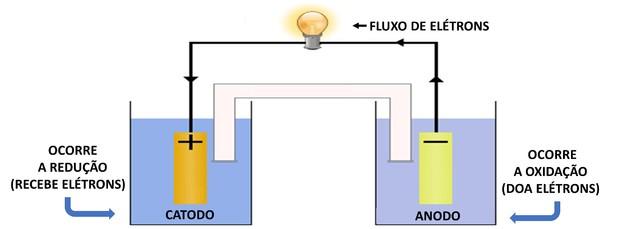 FLUXO DE ELÉTRONS
OCORRE
A REDUÇÃO
(RECEBE ELÉTRONS)
CATODO
ANODO
OCORRE
A OXIDAÇÃO
(DOA ELÉTRONS)